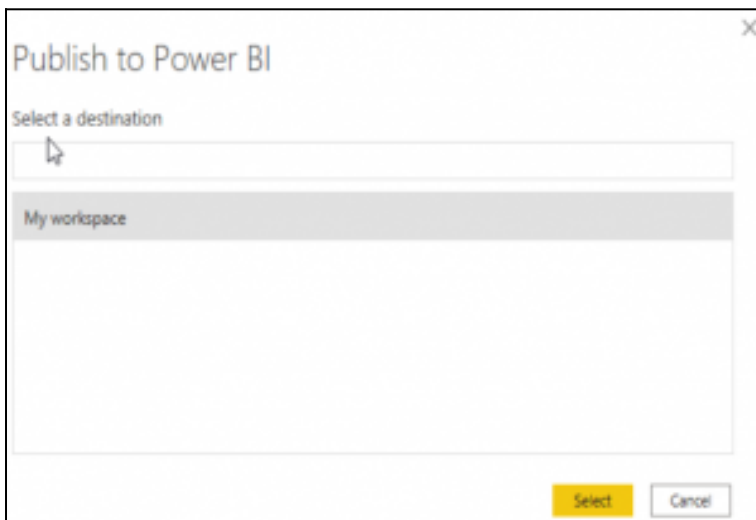 Publish to Power BI
Select a destination
My workspace
Select
Cancel